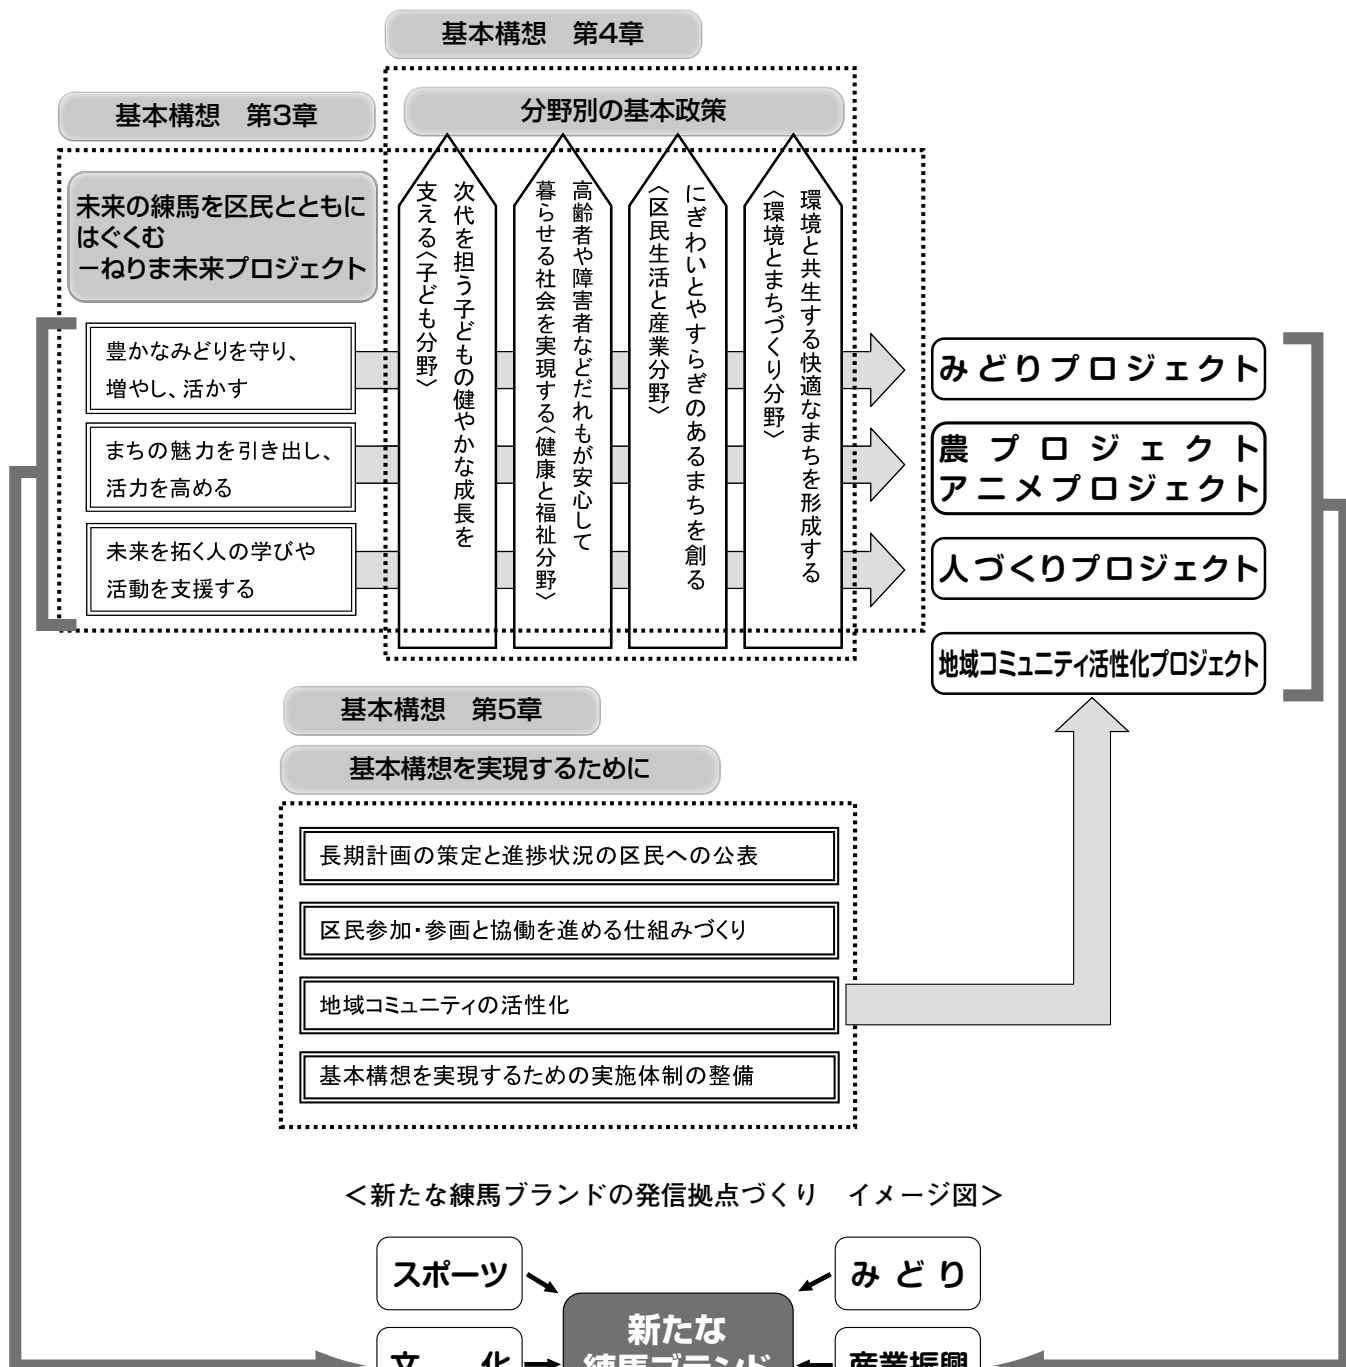 基本構想　第4章
分野別の基本政策
基本構想　第3章
未来の練馬を区民とともに
はぐくむ
－ねりま未来プロジェクト
豊かなみどりを守り、
増やし、活かす
まちの魅力を引き出し、
活力を高める
未来を拓く人の学びや
活動を支援する
次代を担う子どもの健やかな成長を
支える〈子ども分野〉
高齢者や障害者などだれもが安心して
暮らせる社会を実現する〈健康と福祉分野〉
にぎわいとやすらぎのあるまちを創る
〈区民生活と産業分野〉
環境と共生する快適なまちを形成する
〈環境とまちづくり分野〉
みどりプロジェクト
農プロジェクト
アニメプロジェクト
人づくりプロジェクト
地域コミュニティ活性化プロジェクト
基本構想　第5章
基本構想を実現するために
長期計画の策定と進捗状況の区民への公表
区民参加・参画と協働を進める仕組みづくり
地域コミュニティの活性化
基本構想を実現するための実施体制の整備
＜新たな練馬ブランドの発信拠点づくり　イメージ図＞
スポーツ
みどり
新たな
練馬ブランド
文　化
産業振興